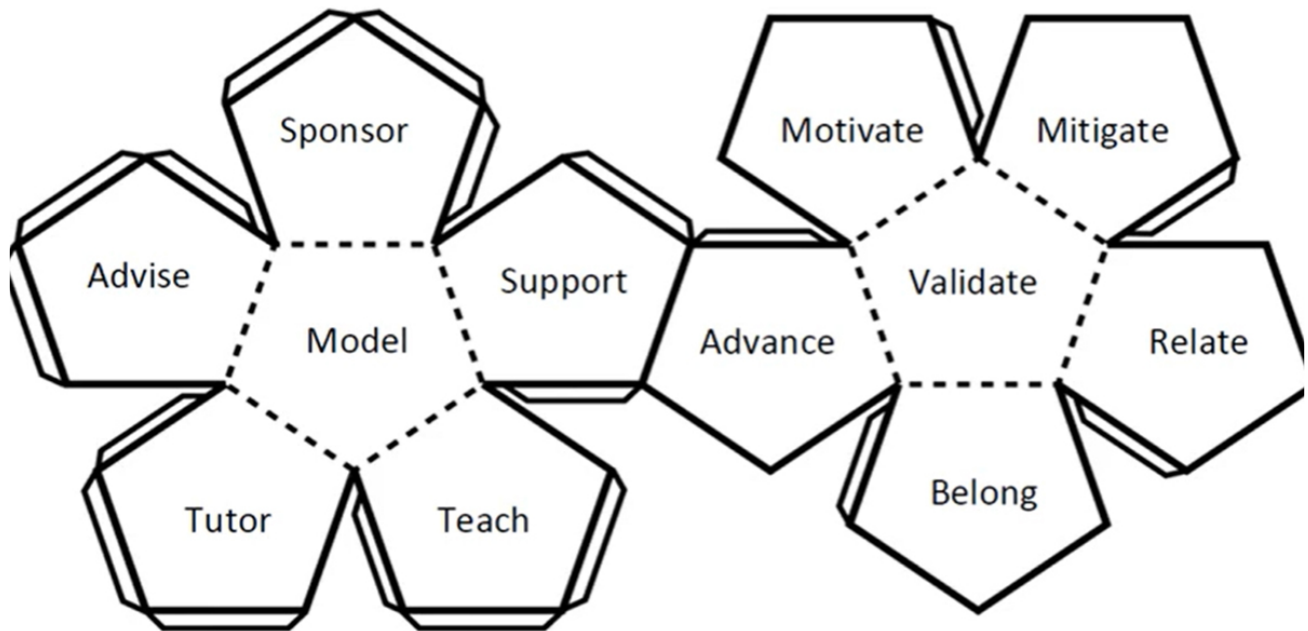 Sponsor
Motivate
Mitigate
Advise
Support
Validate
Model
Advance
Relate
Belong
Tutor
Teach